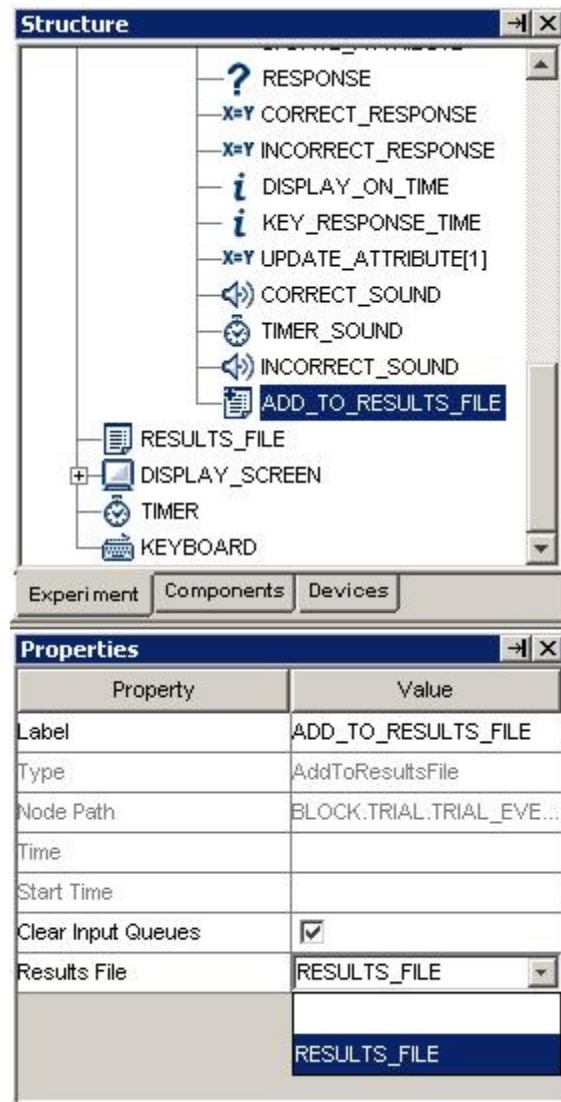 Structure
RESPONSE
X=Y CORRECT_RESPONSE
X=Y INCORRECT_RESPONSE
i DISPLAY_ON_TIME
i KEY_RESPONSE_TIME
X=Y UPDATE_ATTRIBUTE[1]
CORRECT_SOUND
TIMER_SOUND
INCORRECT_SOUND
ADD_TO_RESULTS_FILE
RESULTS_FILE
DISPLAY_SCREEN
TIMER
KEYBOARD
Experiment Components Devices
Properties
Property Value
Label ADD_TO_RESULTS_FILE
Type AddToResultsFile
Node Path BLOCK.TRIAL.TRIAL_EVE...
Time
Start Time
Clear Input Queues
Results File RESULTS_FILE
RESULTS_FILE